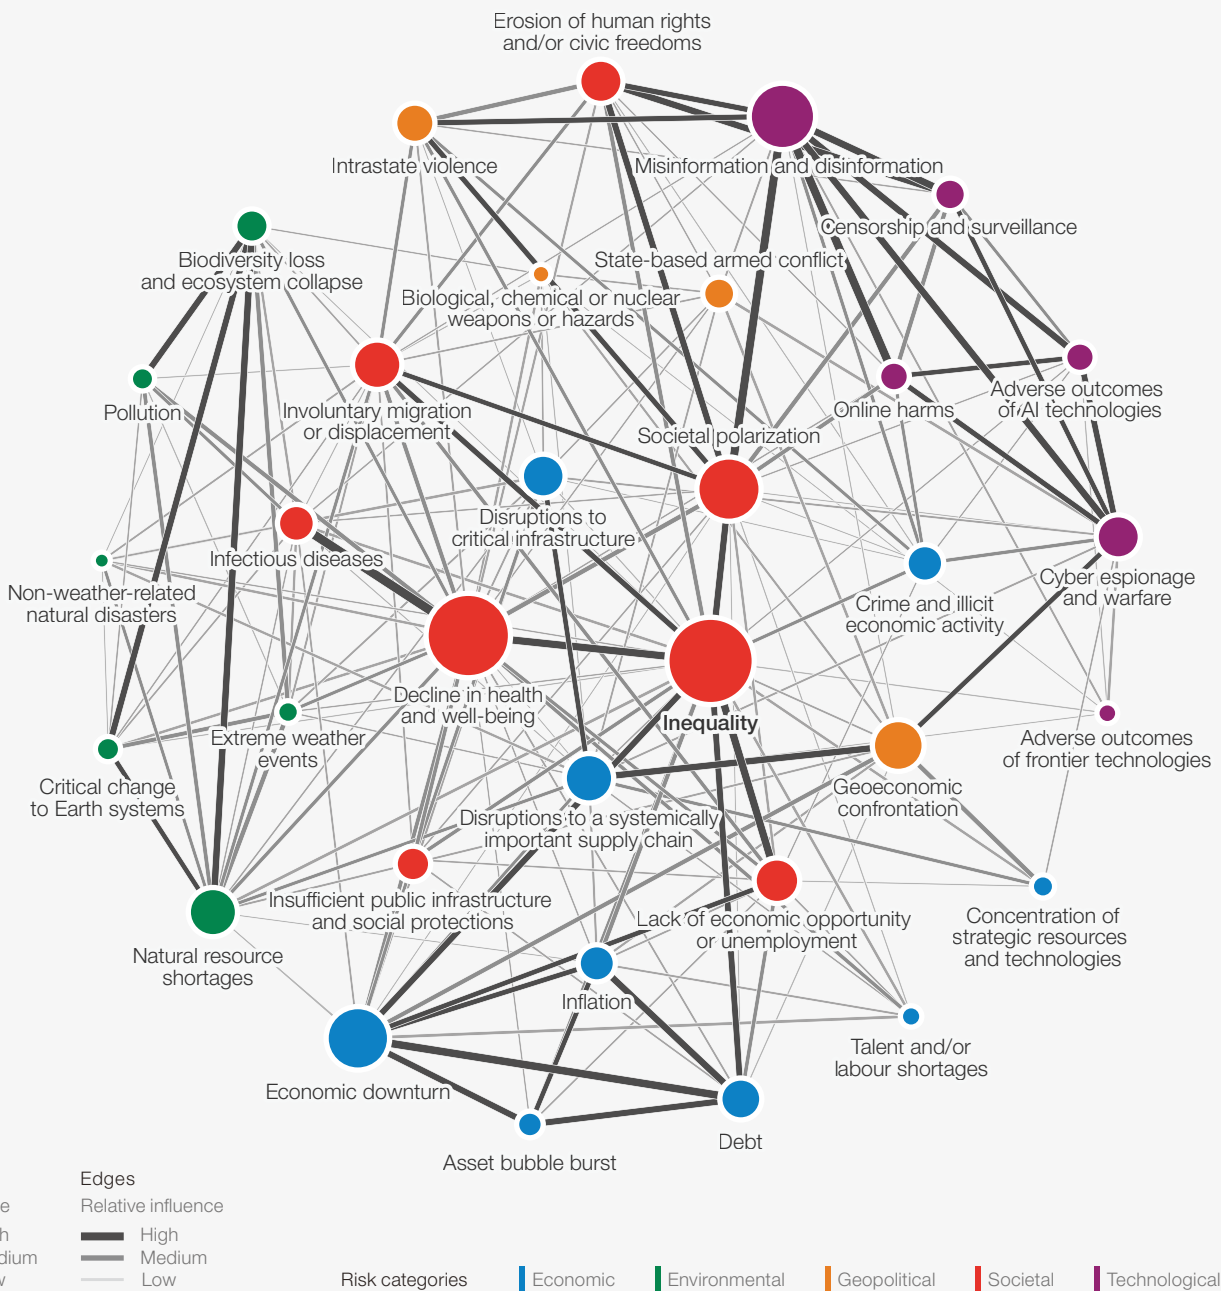 Erosion of human rights
and/or civic freedoms
Intrastate violence
Misinformation and disinformation
Censorship and surveillance
Biodiversity loss
and ecosystem collapse
State-based armed conflict
Biological, chemical or nuclear
weapons or hazards
Pollution
Involuntary migration
or displacement
Online harms
Adverse outcomes
of AI technologies
Societal polarization
Disruptions to
critical infrastructure
Infectious diseases
Non-weather-related
natural disasters
Cyber espionage
and warfare
Crime and illicit
economic activity
Decline in health
and well-being
Inequality
Extreme weather
events
Adverse outcomes
of frontier technologies
Critical change
to Earth systems
Geoeconomic
confrontation
Disruptions to a systemically
important supply chain
Insufficient public infrastructure
and social protections
Lack of economic opportunity
or unemployment
Concentration of
strategic resources
and technologies
Natural resource
shortages
Inflation
Talent and/or
labour shortages
Economic downturn
Debt
Asset bubble burst
Edges
Relative influence
High
Medium
Low
Risk categories
Economic
Environmental
Geopolitical
Societal
Technological